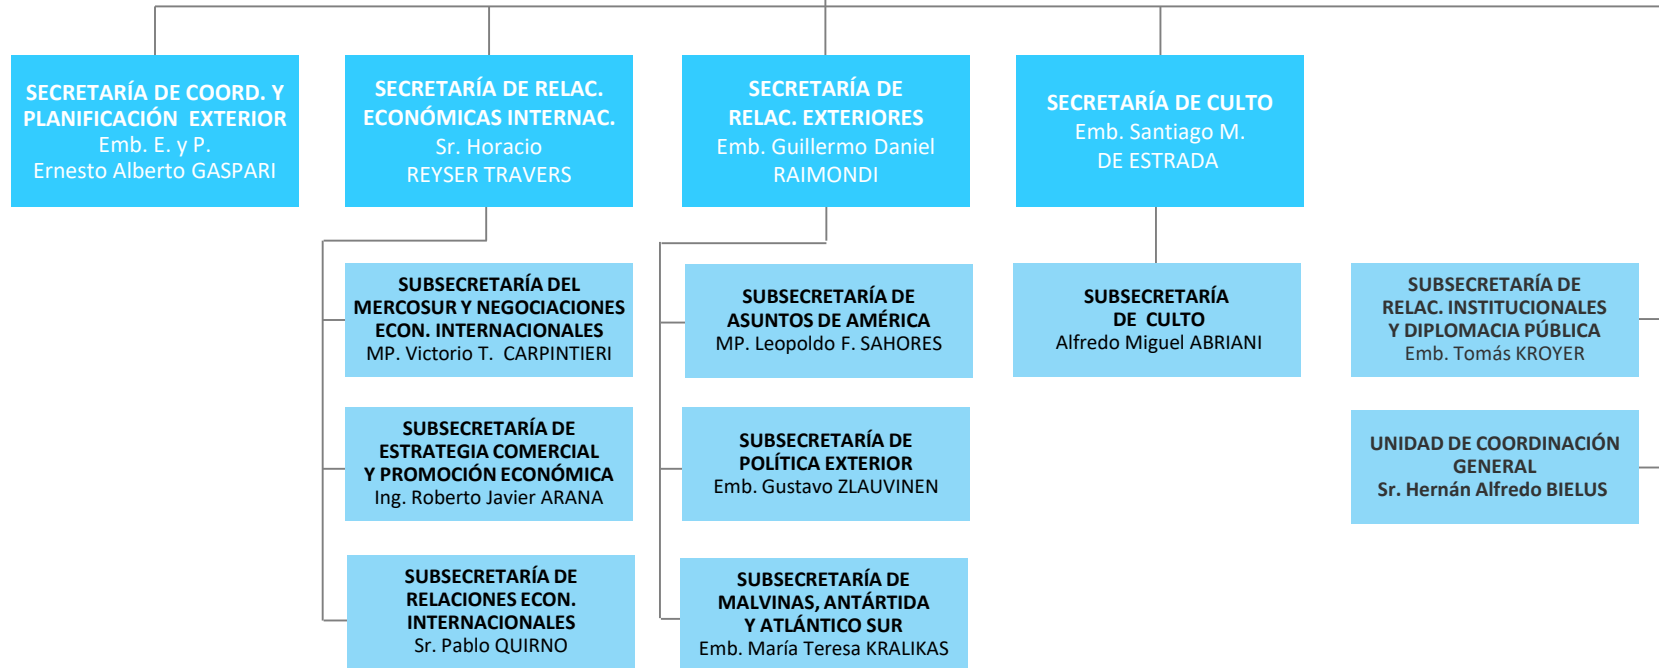 SECRETARÍA DE COORD. Y
PLANIFICACIÓN EXTERIOR
Emb. E. y P.
Ernesto Alberto GASPARI
SECRETARÍA DE RELAC.
ECONÓMICAS INTERNAC.
Sr. Horacio
REYSER TRAVERS
SECRETARÍA DE
RELAC. EXTERIORES
Emb. Guillermo Daniel
RAIMONDI
SECRETARÍA DE CULTO
Emb. Santiago M.
DE ESTRADA
SUBSECRETARÍA DEL
MERCOSUR Y NEGOCIACIONES
ECON. INTERNACIONALES
MP. Victorio T. CARPINTIERI
SUBSECRETARÍA DE
ASUNTOS DE AMÉRICA
MP. Leopoldo F. SAHORES
SUBSECRETARÍA
DE CULTO
Alfredo Miguel ABRIANI
SUBSECRETARÍA DE
RELAC. INSTITUCIONALES
Y DIPLOMACIA PÚBLICA
Emb. Tomás KROYER
SUBSECRETARÍA DE
ESTRATEGIA COMERCIAL
Y PROMOCIÓN ECONÓMICA
Ing. Roberto Javier ARANA
SUBSECRETARÍA DE
POLÍTICA EXTERIOR
Emb. Gustavo ZLAUVINEN
UNIDAD DE COORDINACIÓN
GENERAL
Sr. Hernán Alfredo BIELUS
SUBSECRETARÍA DE
RELACIONES ECON.
INTERNACIONALES
Sr. Pablo QUIRNO
SUBSECRETARÍA DE
MALVINAS, ANTÁRTIDA
Y ATLÁNTICO SUR
Emb. María Teresa KRALIKAS